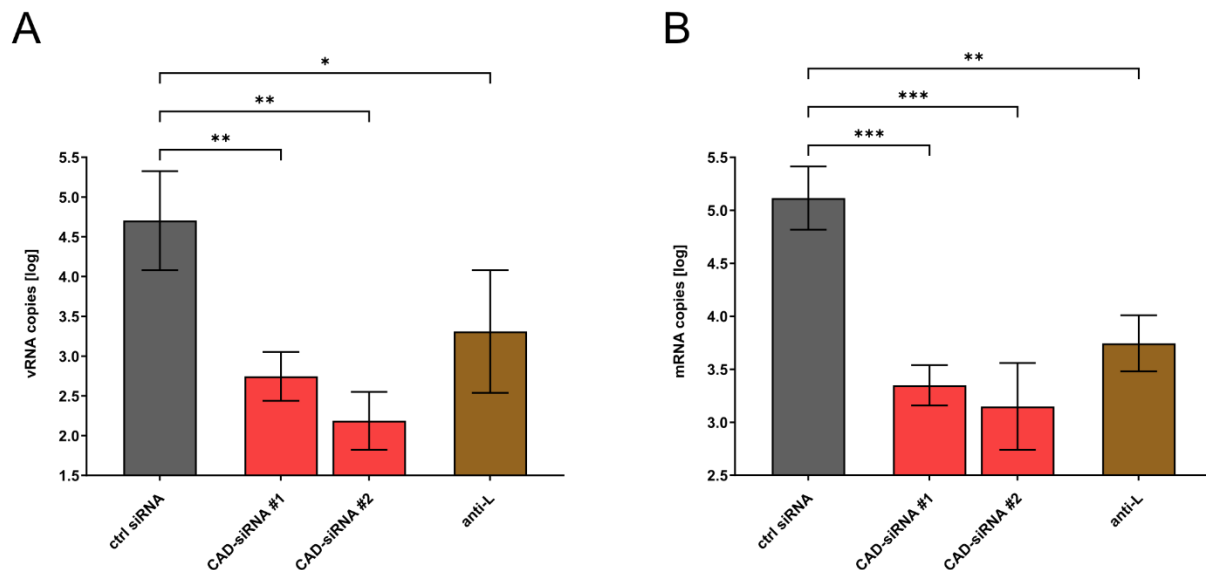 A
*
**
**
5.5
5.0
4.5
4.0
3.5
3.0
2.5
2.0
1.5
vRNA copies [log]
ctrl siRNA
CAD-siRNA #1
CAD-siRNA #2
anti-L
B
**
***
***
5.5
5.0
4.5
4.0
3.5
3.0
2.5
mRNA copies [log]
ctrl siRNA
CAD-siRNA #1
CAD-siRNA #2
anti-L